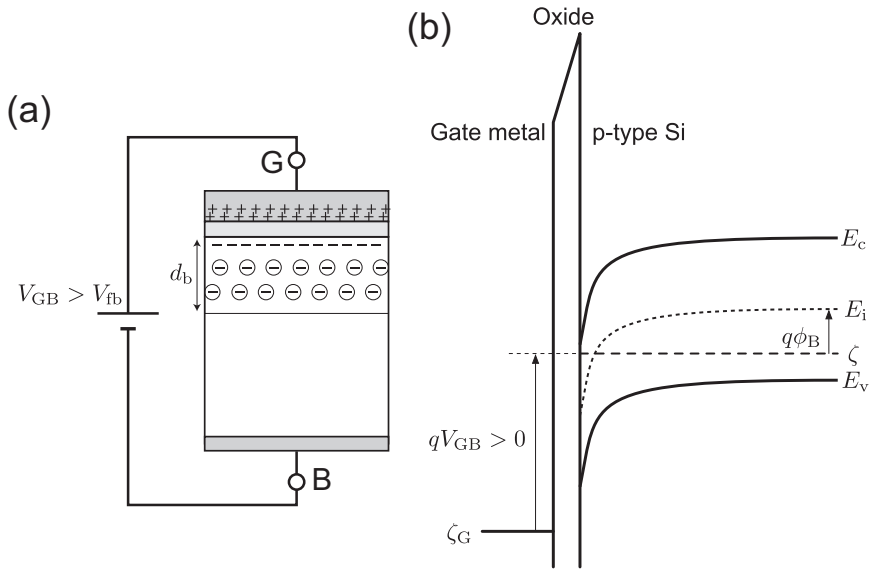 (a)
G
V_GB > V_fb
d_b
B
(b)
Oxide
Gate metal
p-type Si
E_c
E_i
qϕ_B
ζ
E_v
qV_GB > 0
ζ_G